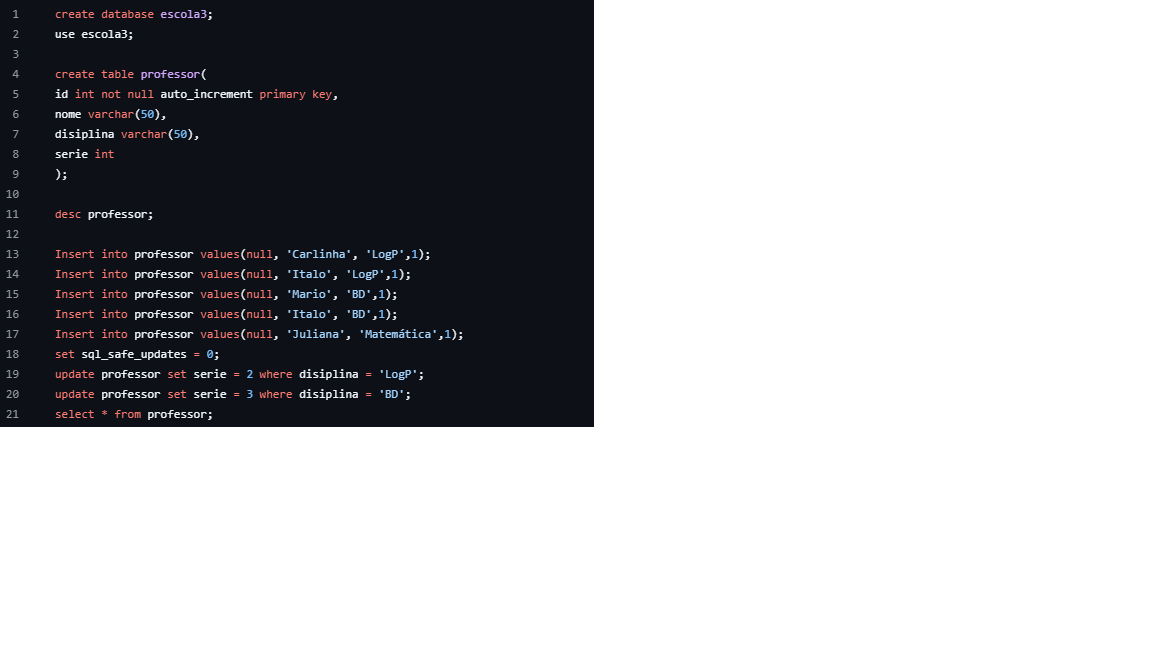 1 create database escola3;
2 use escola3;
3
4 create table professor(
5 id int not null auto_increment primary key,
6 nome varchar(50),
7 disiplina varchar(50),
8 serie int
9 );
10
11 desc professor;
12
13 Insert into professor values(null, 'Carlinha', 'LogP',1);
14 Insert into professor values(null, 'Italo', 'LogP',1);
15 Insert into professor values(null, 'Mario', 'BD',1);
16 Insert into professor values(null, 'Italo', 'BD',1);
17 Insert into professor values(null, 'Juliana', 'Matemática',1);
18 set sql_safe_updates = 0;
19 update professor set serie = 2 where disiplina = 'LogP';
20 update professor set serie = 3 where disiplina = 'BD';
21 select * from professor;